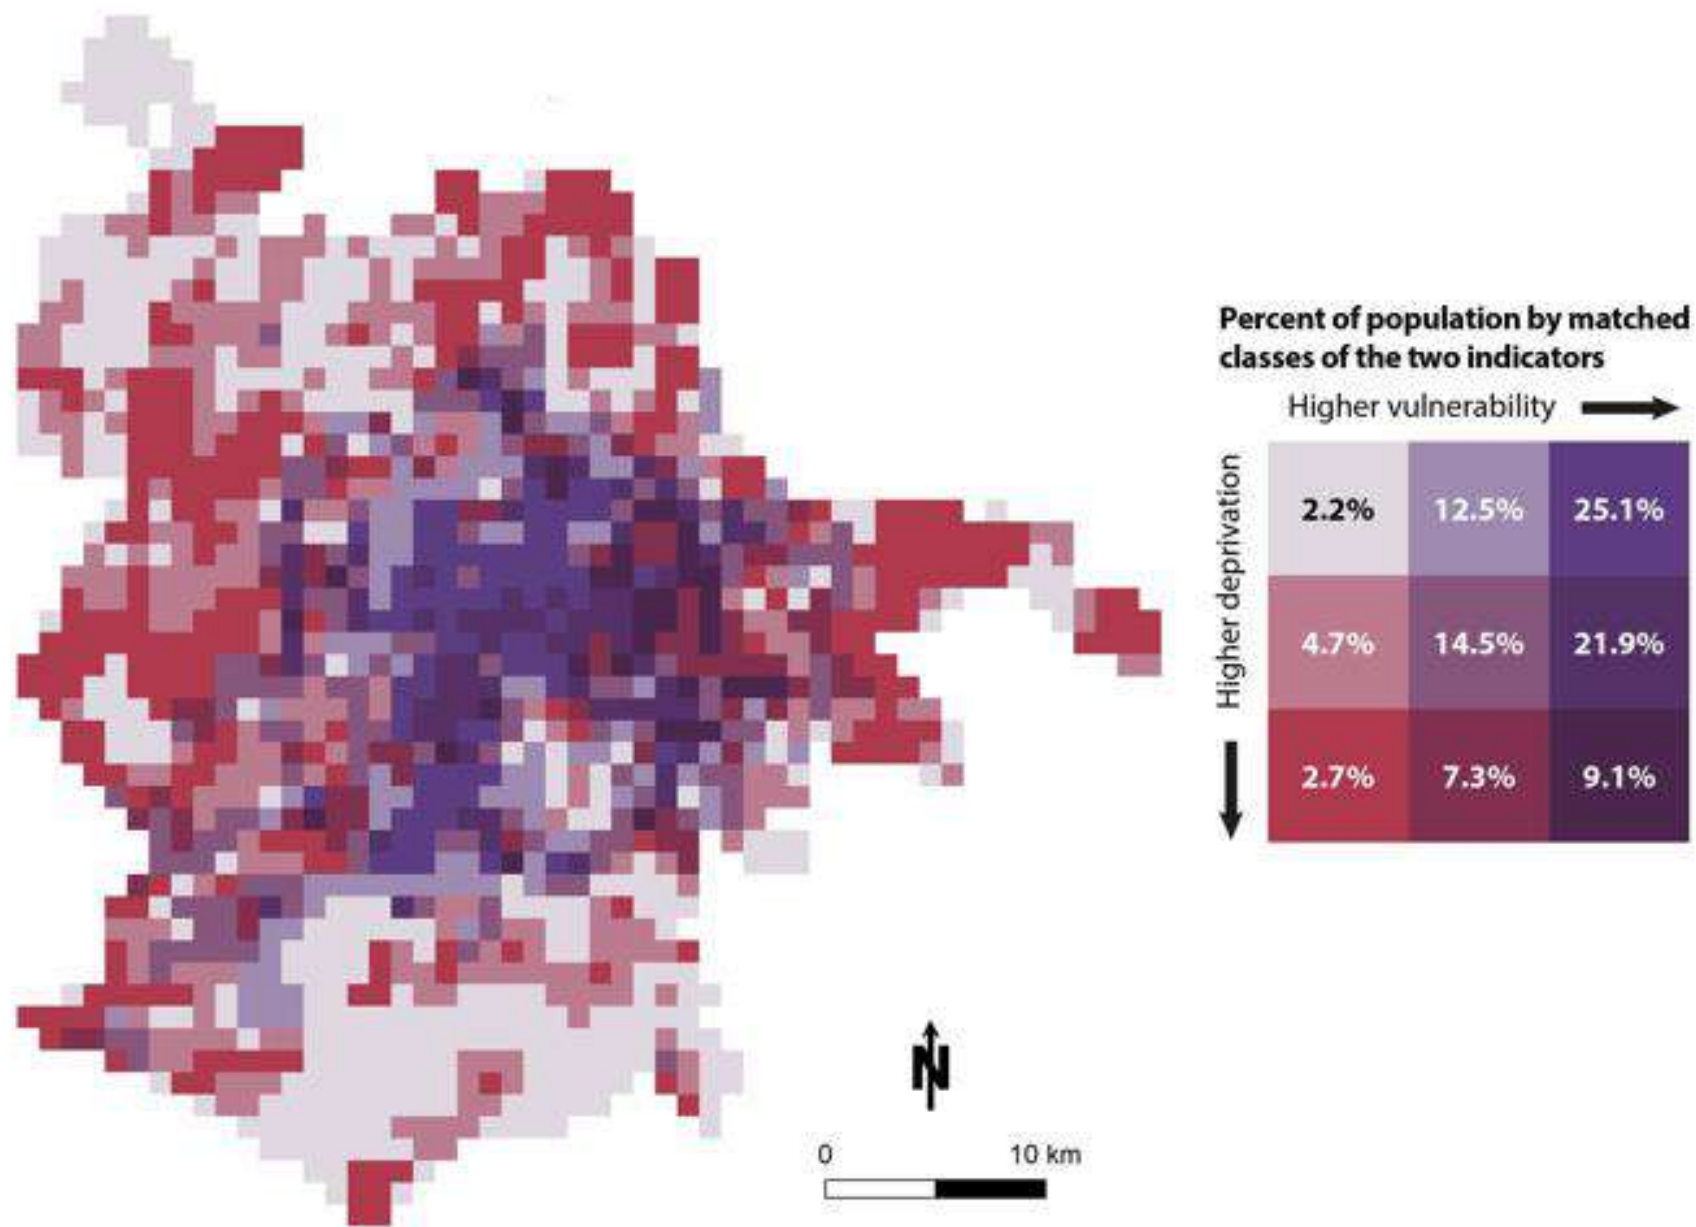 Percent of population by matched
classes of the two indicators
Higher vulnerability
Higher deprivation
2.2% 12.5% 25.1%
4.7% 14.5% 21.9%
2.7% 7.3% 9.1%
N
0 10 km